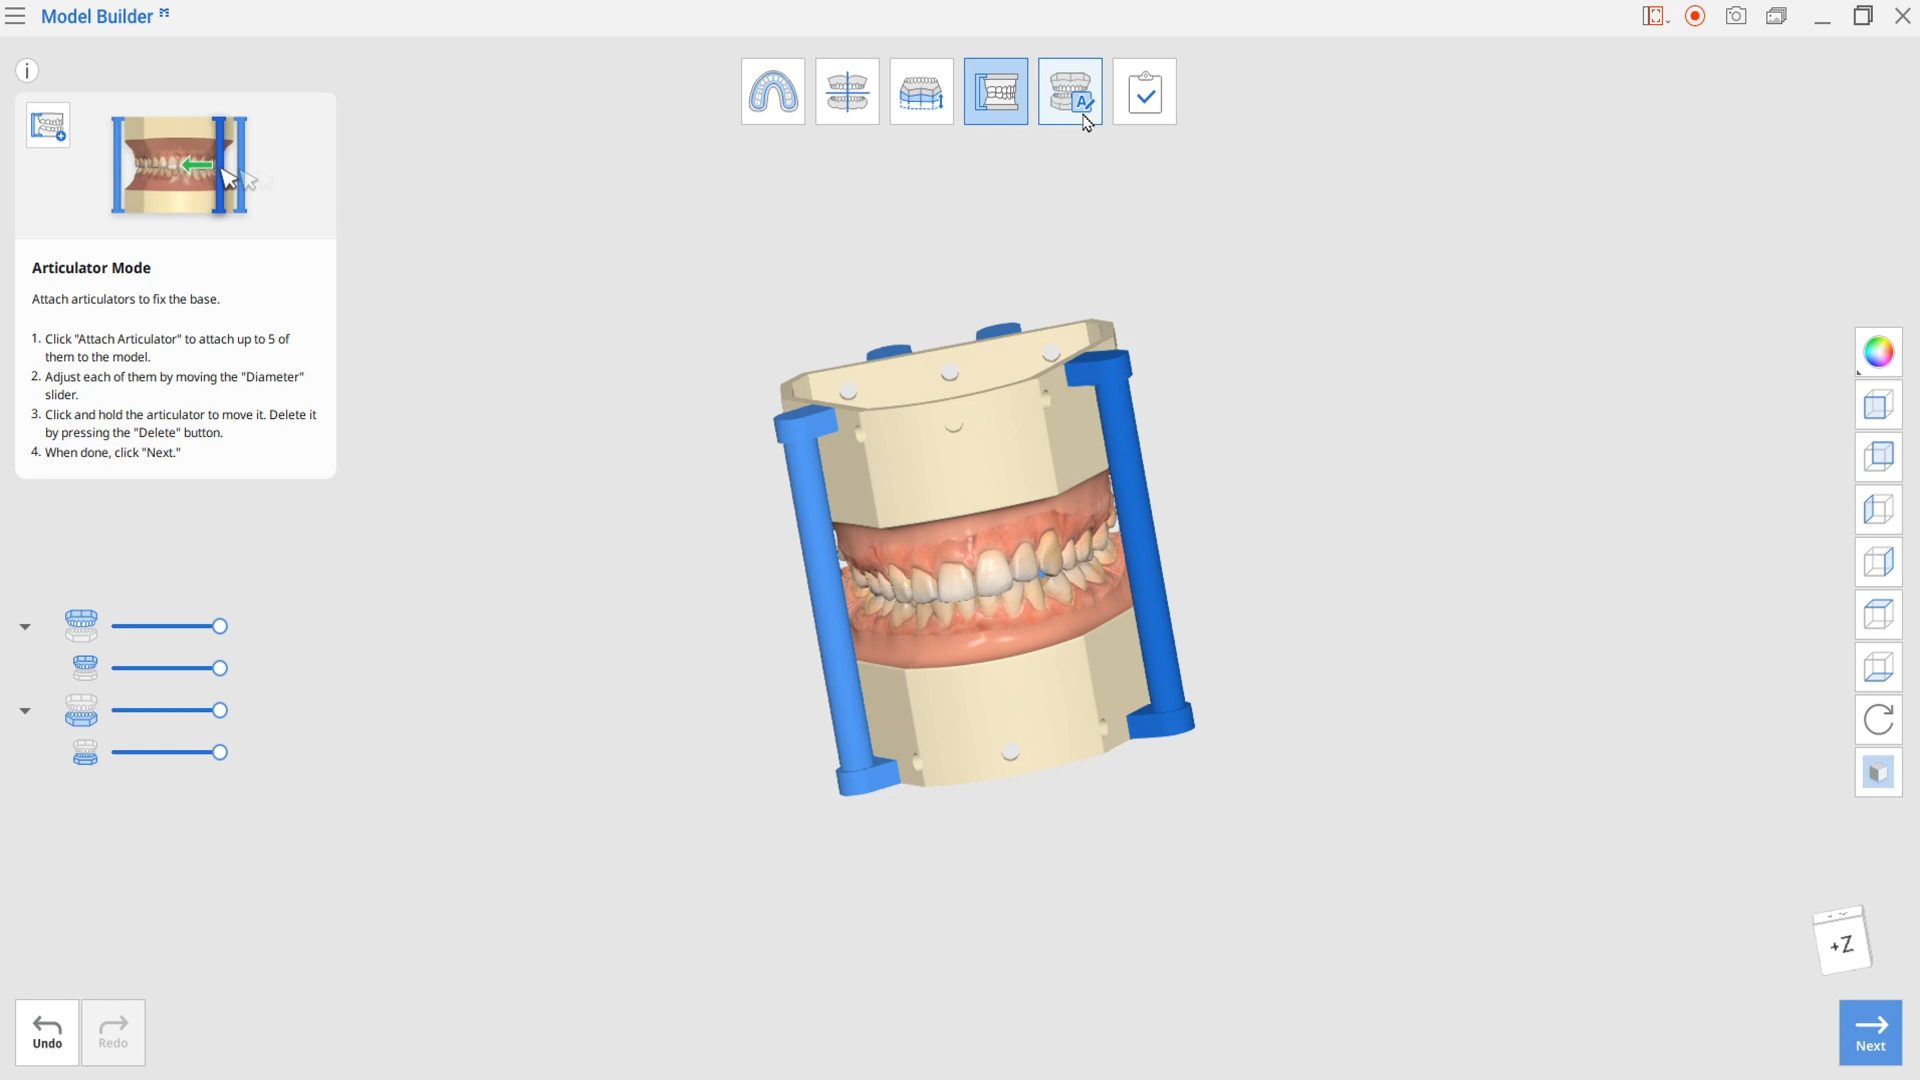 Model Builder
i
Articulator Mode
Attach articulators to fix the base.
1. Click "Attach Articulator" to attach up to 5 of
them to the model.
2. Adjust each of them by moving the "Diameter"
slider.
3. Click and hold the articulator to move it. Delete it
by pressing the "Delete" button.
4. When done, click "Next."
A
+Z
Undo
Redo
Next